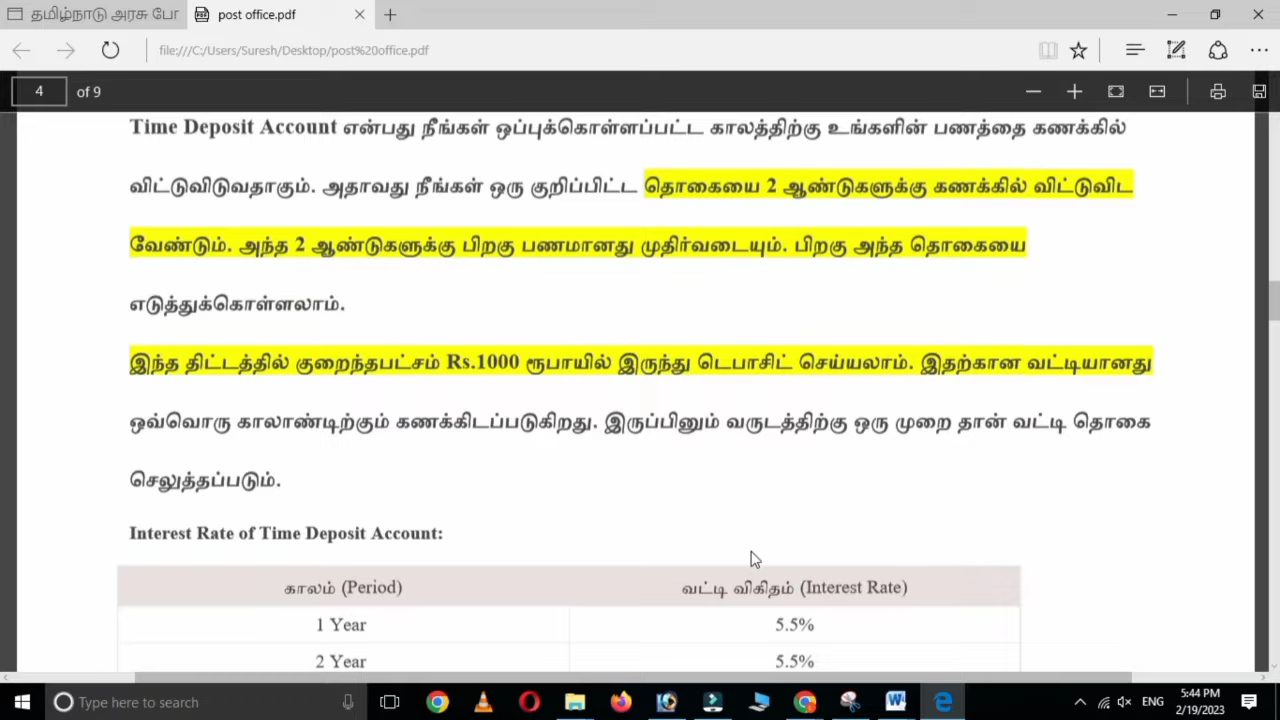 தமிழ்நாடு அரசு போ
post office.pdf
file:///C:/Users/Suresh/Desktop/post%20office.pdf
4 of 9
Time Deposit Account என்பது நீங்கள் ஒப்புக்கொள்ளப்பட்ட காலத்திற்கு உங்களின் பணத்தை கணக்கில்
விட்டுவிடுவதாகும். அதாவது நீங்கள் ஒரு குறிப்பிட்ட தொகையை 2 ஆண்டுகளுக்கு கணக்கில் விட்டுவிட
வேண்டும். அந்த 2 ஆண்டுகளுக்கு பிறகு பணமானது முதிர்வடையும். பிறகு அந்த தொகையை
எடுத்துக்கொள்ளலாம்.
இந்த திட்டத்தில் குறைந்தபட்சம் Rs.1000 ரூபாயில் இருந்து டெபாசிட் செய்யலாம். இதற்கான வட்டியானது
ஒவ்வொரு காலாண்டிற்கும் கணக்கிடப்படுகிறது. இருப்பினும் வருடத்திற்கு ஒரு முறை தான் வட்டி தொகை
செலுத்தப்படும்.
Interest Rate of Time Deposit Account:
காலம் (Period) வட்டி விகிதம் (Interest Rate)
1 Year 5.5%
2 Year 5.5%
Type here to search
ENG
5:44 PM
2/19/2023